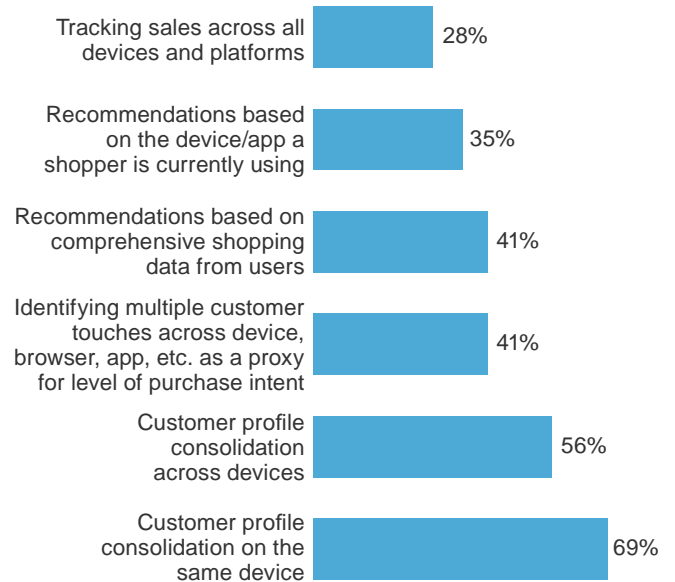 Tracking sales across all
devices and platforms
28%
Recommendations based
on the device/app a
shopper is currently using
35%
Recommendations based on
comprehensive shopping
data from users
41%
Identifying multiple customer
touches across device,
browser, app, etc. as a proxy
for level of purchase intent
41%
Customer profile
consolidation
across devices
56%
Customer profile
consolidation on the
same device
69%